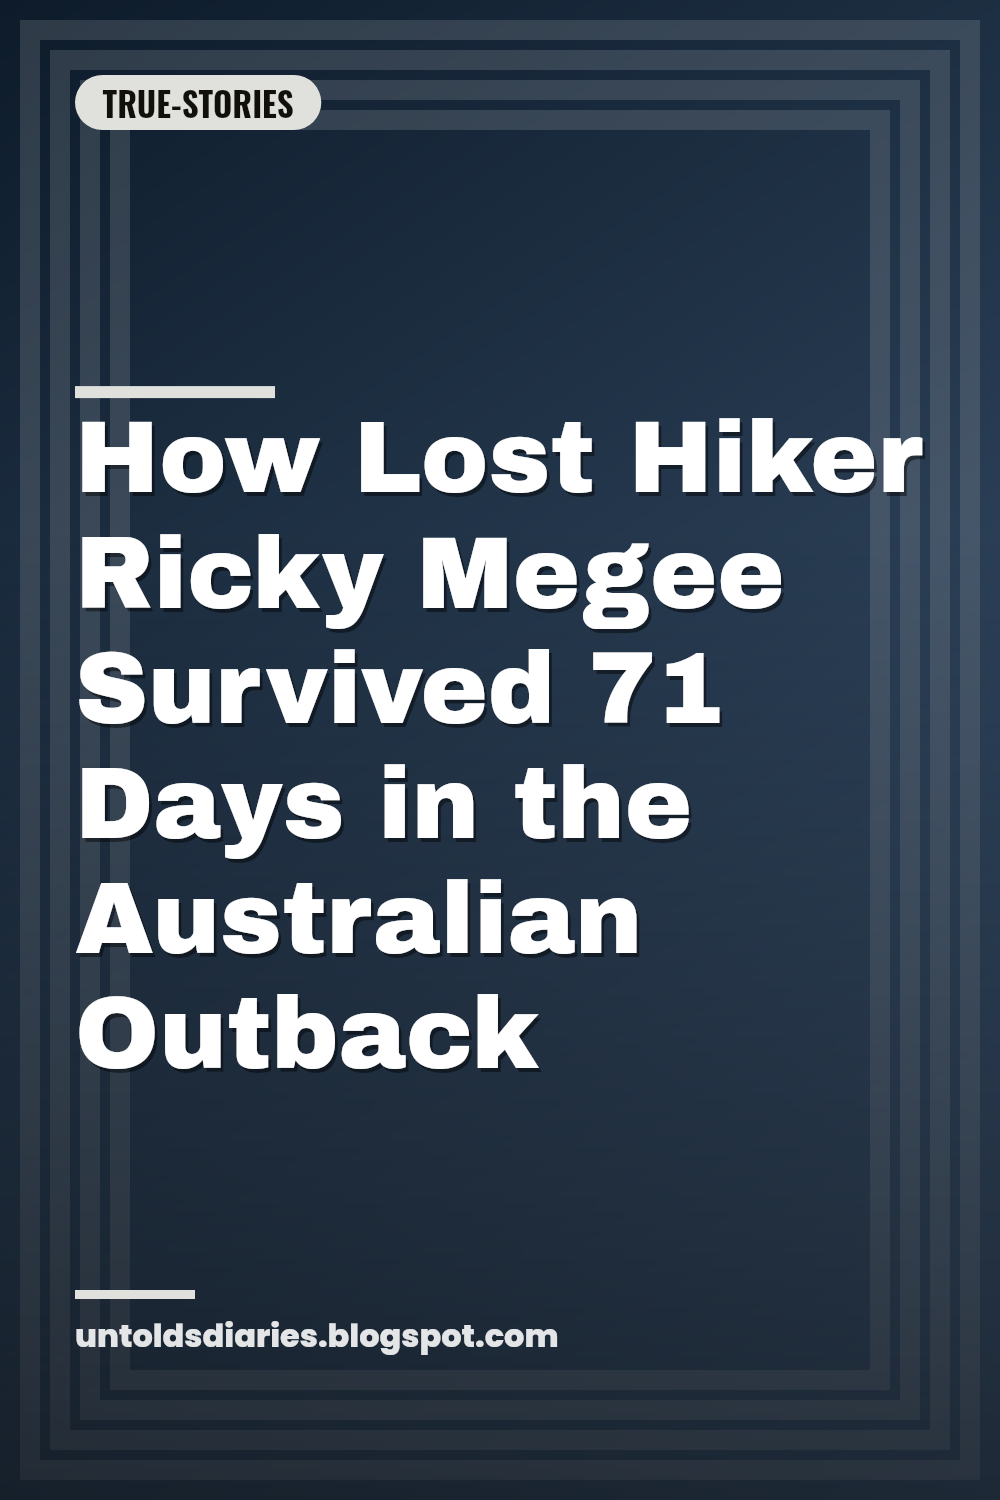 TRUE-STORIES
How Lost Hiker
Ricky Megee
Survived 71
Days in the
Australian
Outback
untoldsdiaries.blogspot.com